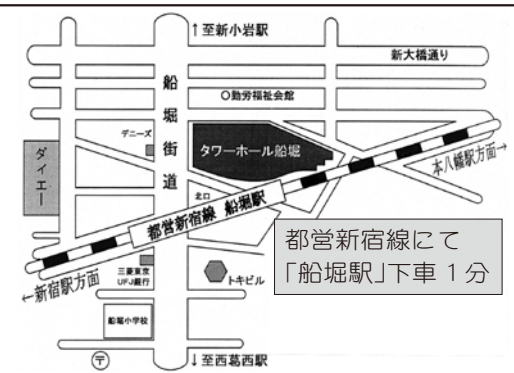 ↑至新小岩駅
新大橋通り
船堀街道
〇勤労福祉会館
デニーズ
タワーホール船堀
ダイエー
本八幡駅方面→
北口
都営新宿線 船堀駅
都営新宿線にて
「船堀駅」下車 1分
←新宿駅方面
三菱東京
UFJ銀行
トキビル
船堀小学校
〒
↓至西葛西駅